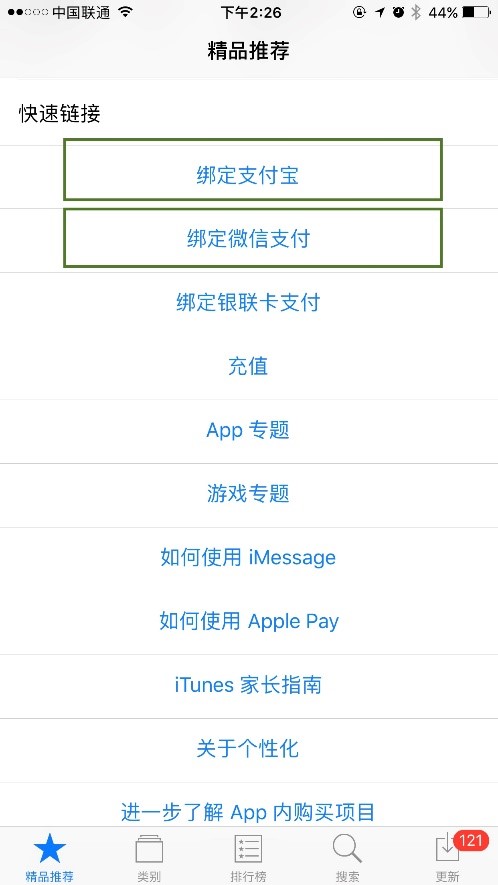 中国联通 下午2:26 44%
精品推荐
快速链接
绑定支付宝
绑定微信支付
绑定银联卡支付
充值
App 专题
游戏专题
如何使用 iMessage
如何使用 Apple Pay
iTunes 家长指南
关于个性化
进一步了解 App 内购买项目
121
精品推荐 类别 排行榜 搜索 更新